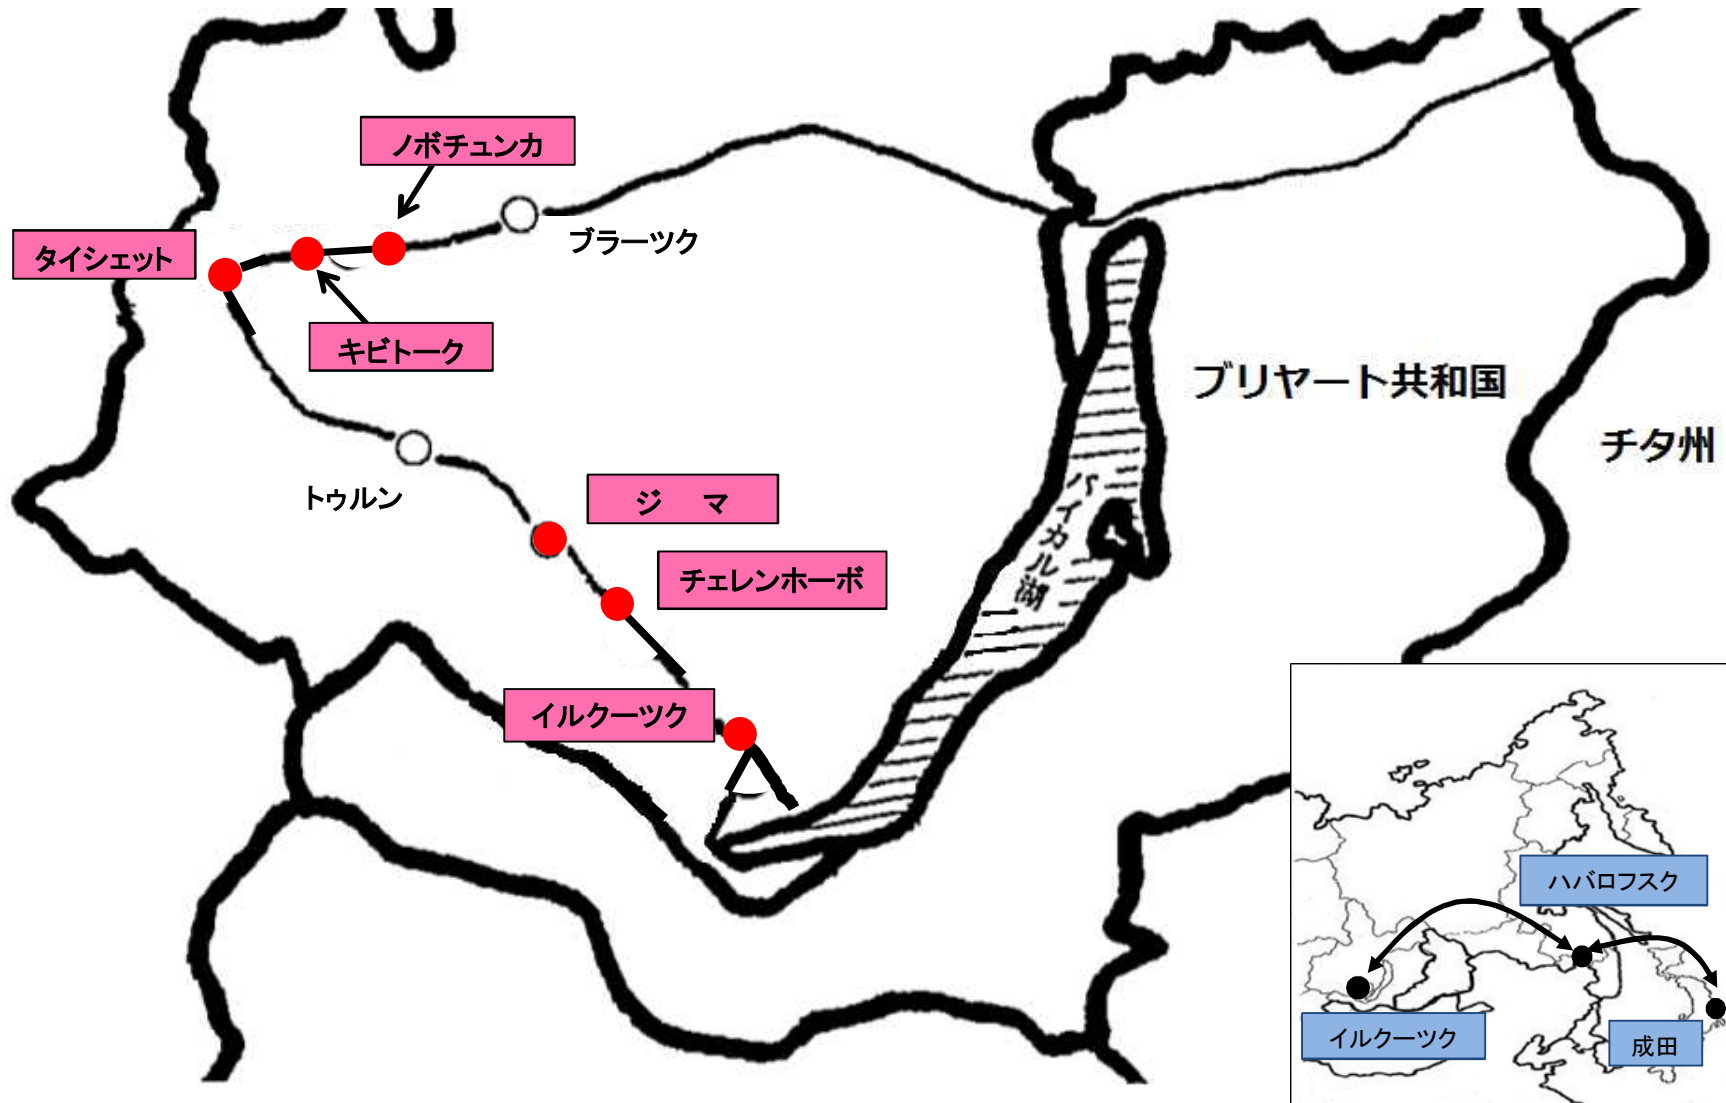 ノボチュンカ
ブラーツク
タイシェット
キビトーク
ブリヤート共和国
チタ州
トゥルン
ジ　マ
バイカル湖
チェレンホーボ
イルクーツク
ハバロフスク
イルクーツク
成田